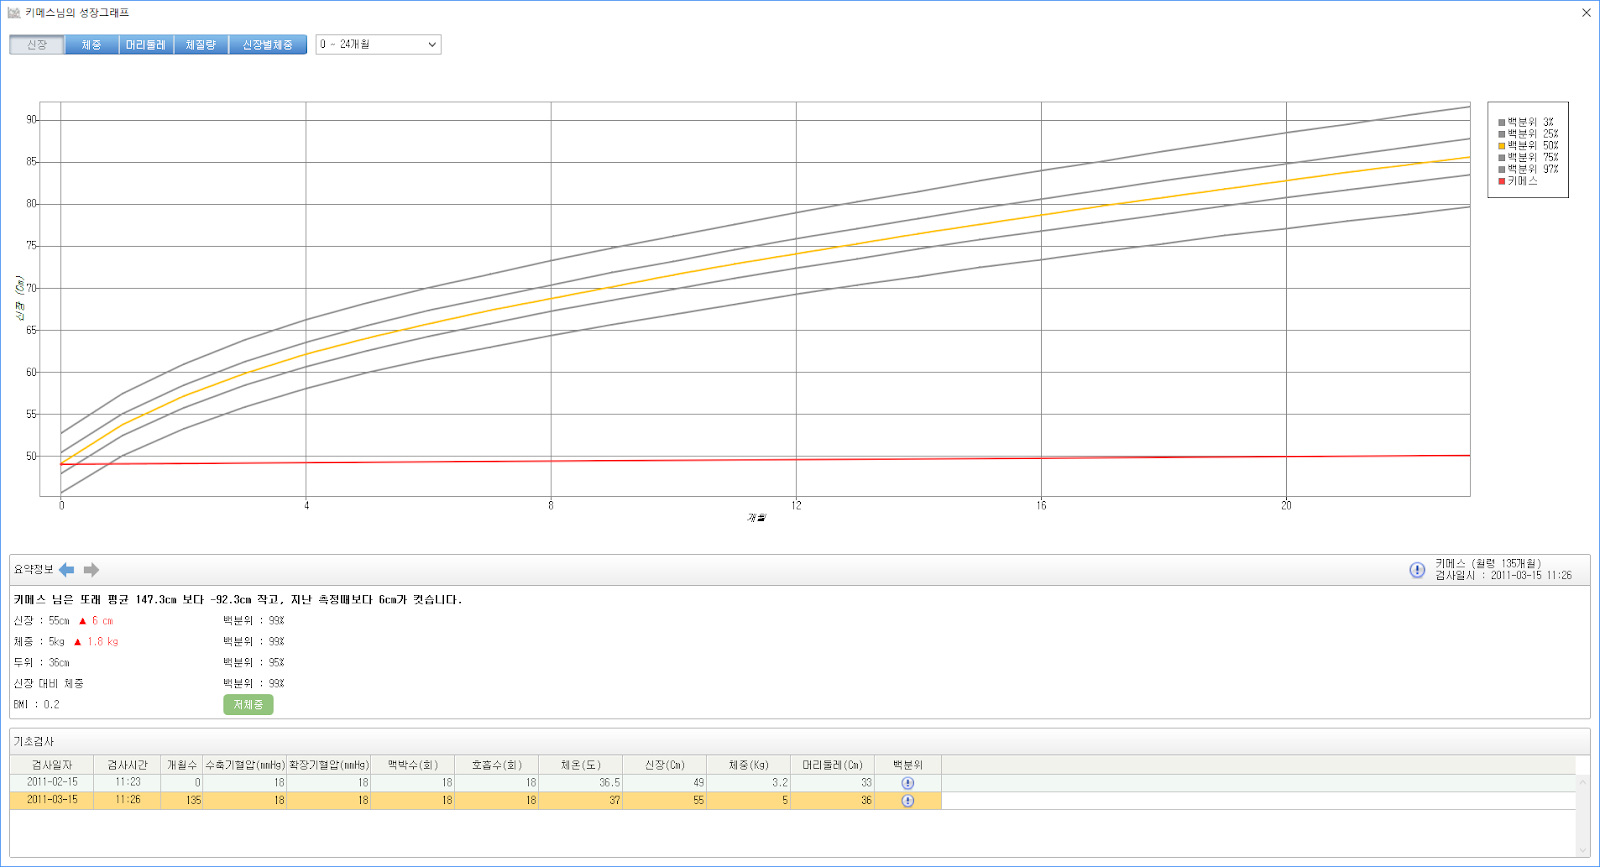 키메스님의 성장그래프
신장 체중 머리둘레 체질량 신장별체중 0 - 24개월
90
85
80
75
70
65
60
55
50
신장 (Cm)
0 4 8 12 16 20
개월
백분위 3%
백분위 25%
백분위 50%
백분위 75%
백분위 97%
키메스
요약정보
키메스 (월령 135개월)
검사일시 : 2011-03-15 11:26
키메스 님은 또래 평균 147.3cm 보다 -92.3cm 작고, 지난 측정때보다 6cm가 컷습니다.
신장 : 55cm ▲ 6 cm 백분위 : 99%
체중 : 5kg ▲ 1.8 kg 백분위 : 99%
두위 : 36cm 백분위 : 95%
신장 대비 체중 백분위 : 99%
BMI : 0.2 저체중
기초검사
검사일자 검사시간 개월수 수축기혈압(mmHg) 확장기혈압(mmHg) 맥박수(회) 호흡수(회) 체온(도) 신장(Cm) 체중(Kg) 머리둘레(Cm) 백분위
2011-02-15 11:23 0 18 18 18 18 36.5 49 3.2 33
2011-03-15 11:26 135 18 18 18 18 37 55 5 36